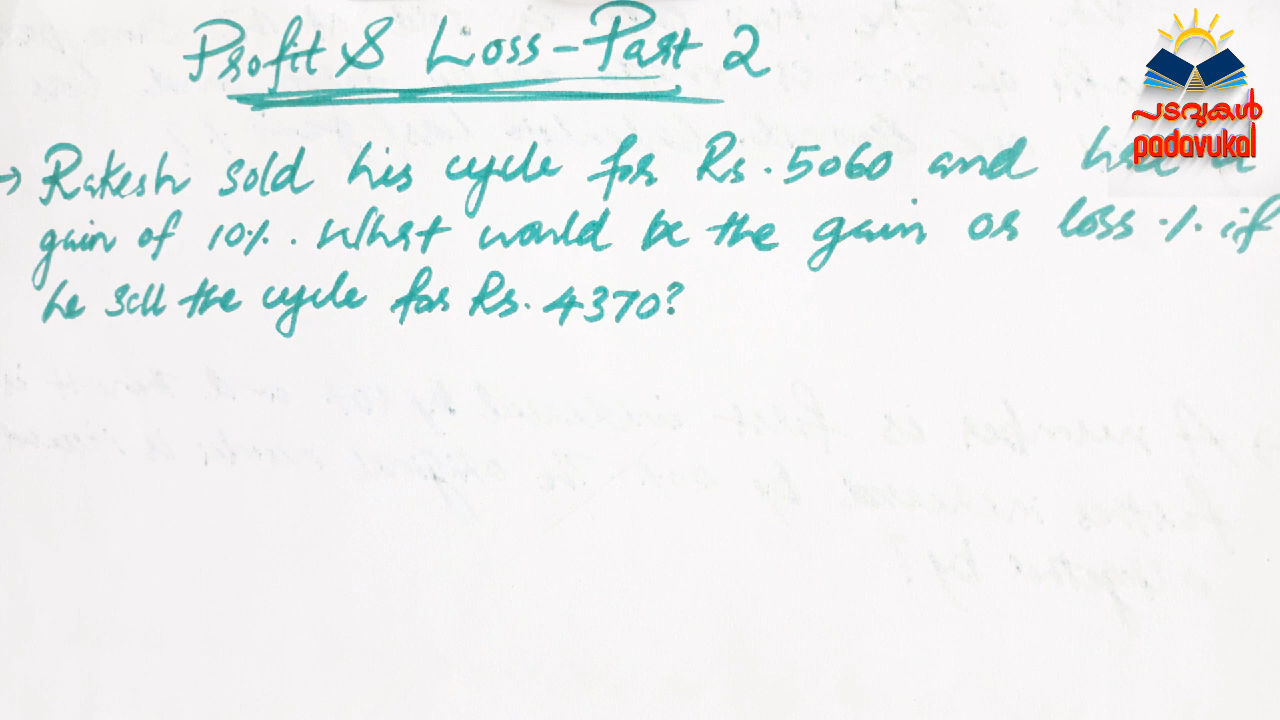 Profit & Loss - Part 2
പടവുകൾ
padavukal
→ Rakesh sold his cycle for Rs. 5060 and
gain of 10%. What would be the gain or loss % if
he sell the cycle for Rs. 4370?